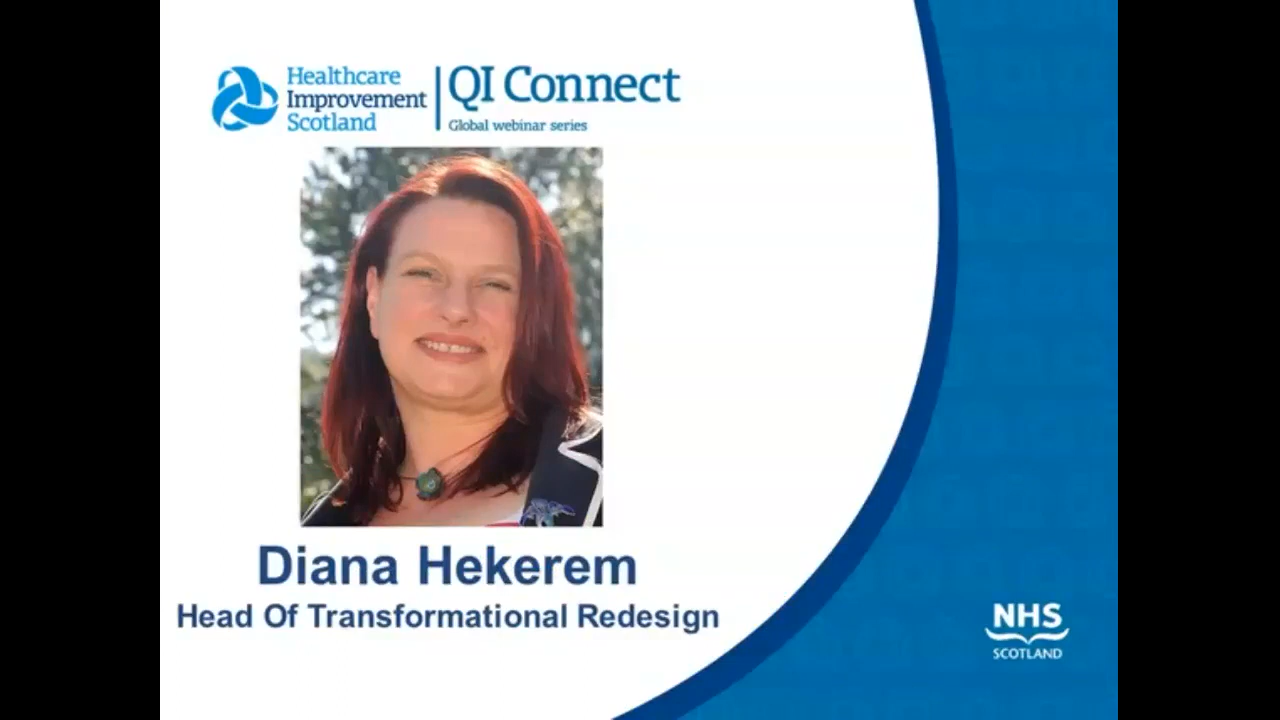 Healthcare
Improvement
Scotland
QI Connect
Global webinar series
Diana Hekerem
Head Of Transformational Redesign
NHS
SCOTLAND